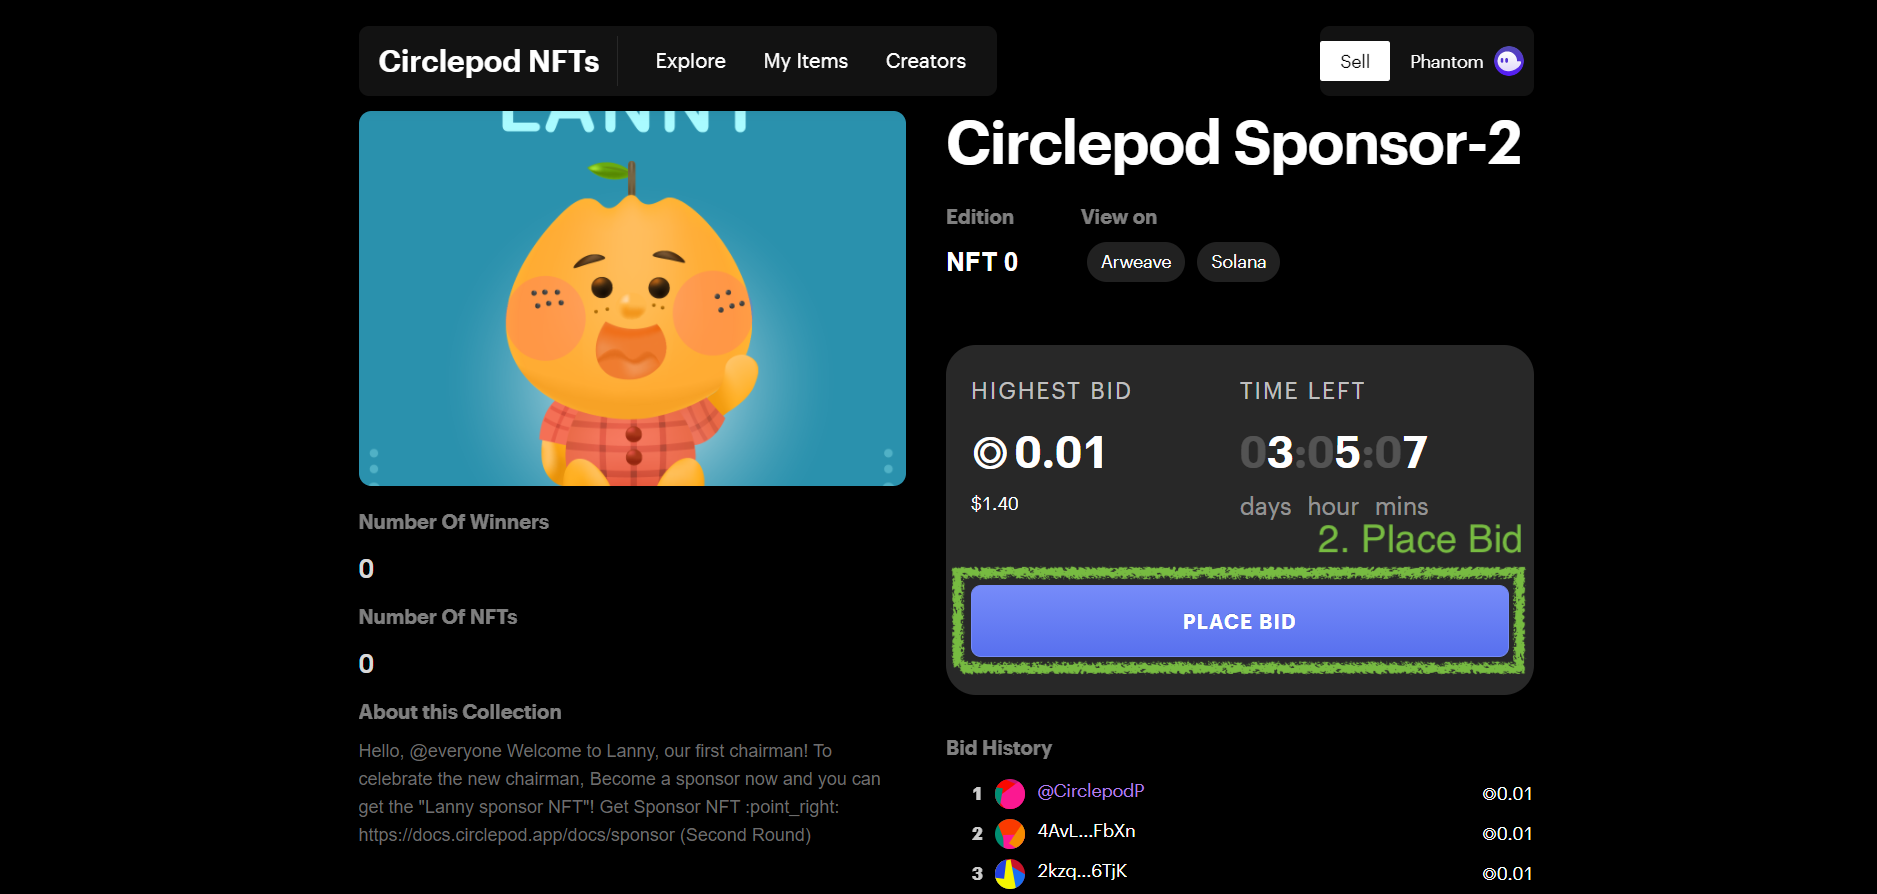 Circlepod NFTs
Explore
My Items
Creators
Sell
Phantom
LANNY
Circlepod Sponsor-2
Edition
View on
NFT 0
Arweave
Solana
HIGHEST BID
TIME LEFT
0.01
03:05:07
$1.40
days hour mins
2. Place Bid
PLACE BID
Number Of Winners
0
Number Of NFTs
0
About this Collection
Hello, @everyone Welcome to Lanny, our first chairman! To
celebrate the new chairman, Become a sponsor now and you can
get the "Lanny sponsor NFT"! Get Sponsor NFT :point_right:
https://docs.circlepod.app/docs/sponsor (Second Round)
Bid History
1 @CirclepodP ◎0.01
2 4AvL...FbXn ◎0.01
3 2kzq...6TjK ◎0.01